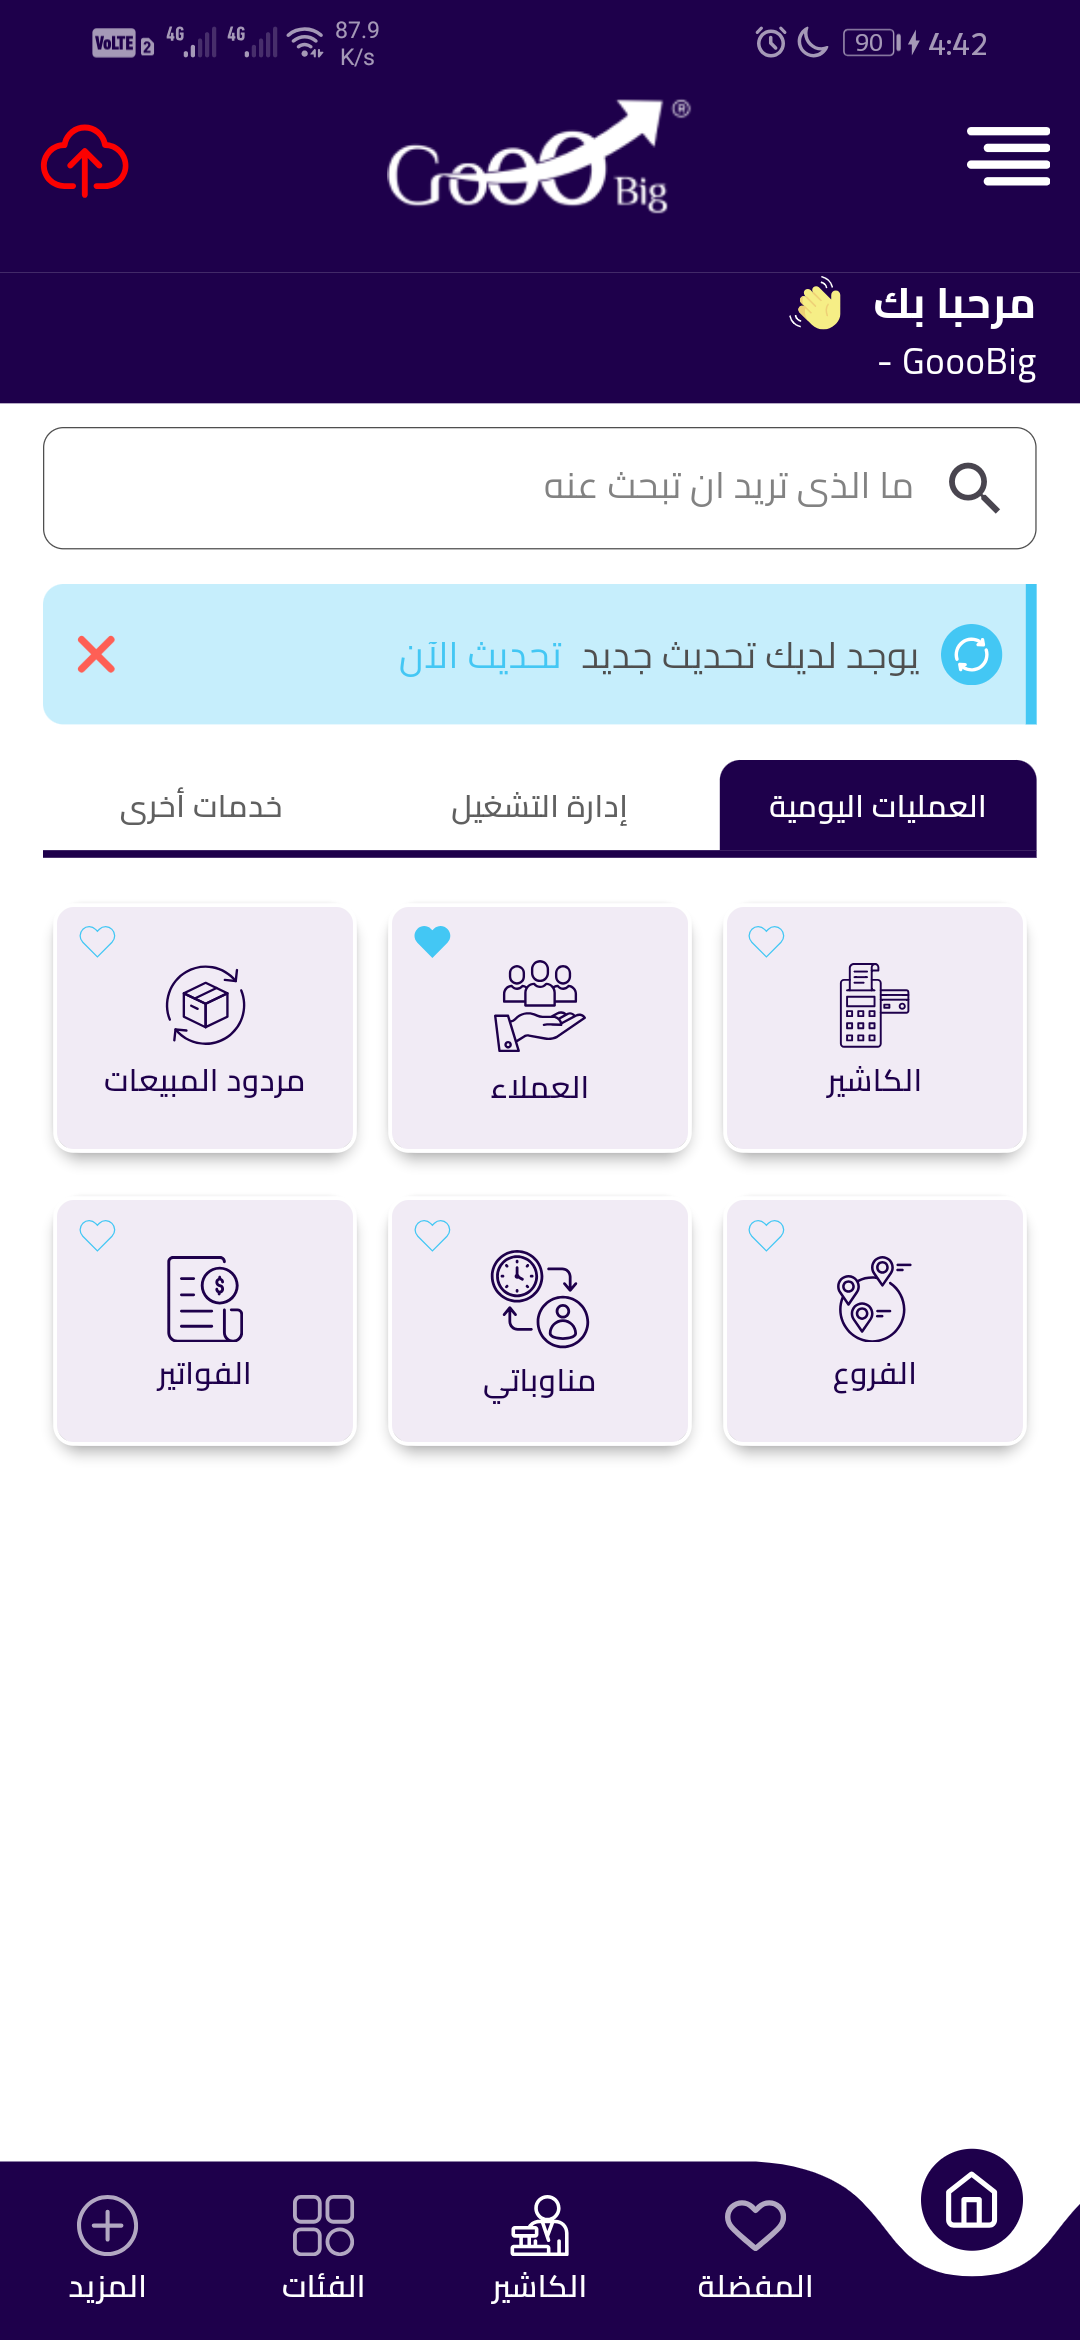 VoLTE 2 4G 4G 87.9 K/s 90 4:42
GoooBig ®
مرحبا بك
GoooBig -
ما الذى تريد ان تبحث عنه
يوجد لديك تحديث جديد تحديث الآن
العمليات اليومية إدارة التشغيل خدمات أخرى
الكاشير العملاء مردود المبيعات
الفروع مناوباتي الفواتير
المفضلة الكاشير الفئات المزيد